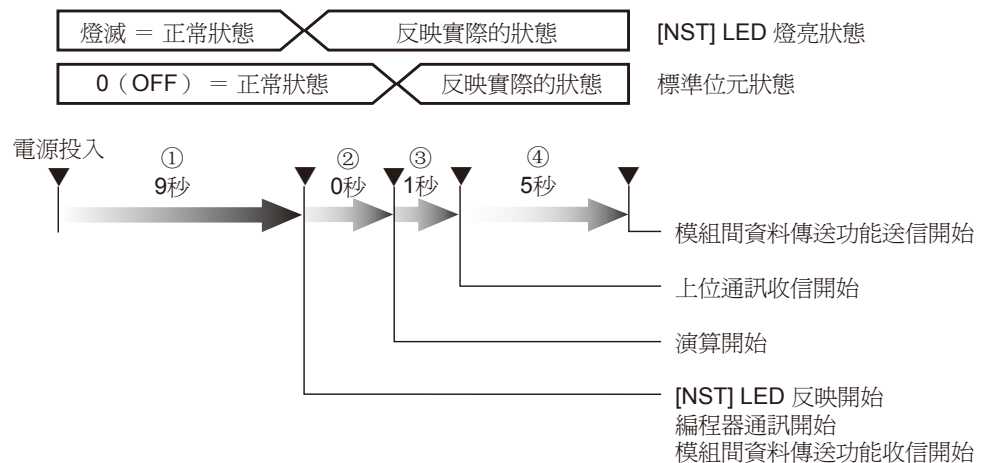 燈滅 = 正常狀態 反映實際的狀態 [NST] LED 燈亮狀態
0（OFF） = 正常狀態 反映實際的狀態 標準位元狀態
電源投入
① ② ③ ④
9秒 0秒 1秒 5秒
模組間資料傳送功能送信開始
上位通訊收信開始
演算開始
[NST] LED 反映開始
編程器通訊開始
模組間資料傳送功能收信開始